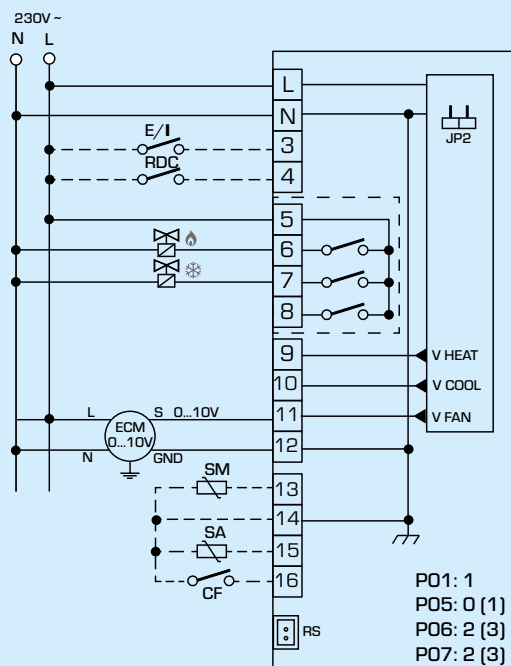 230V ~
N L
L
N
JP2
E/I
3
RDC
4
5
6
7
8
9 V HEAT
10 V COOL
L S 0...10V 11 V FAN
ECM
0...10V
N GND 12
SM
13
14
SA
15
16
CF
RS
P01: 1
P05: 0 (1)
P06: 2 (3)
P07: 2 (3)